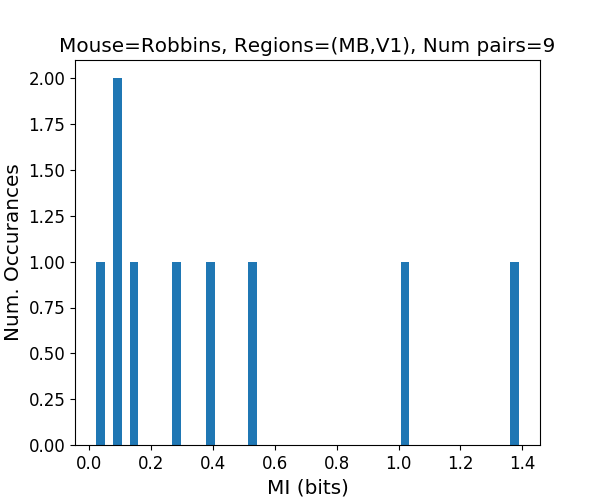 Mouse=Robbins, Regions=(MB,V1), Num pairs=9
2.00
1.75
1.50
1.25
1.00
0.75
0.50
0.25
0.00
Num. Occurances
0.0 0.2 0.4 0.6 0.8 1.0 1.2 1.4
MI (bits)